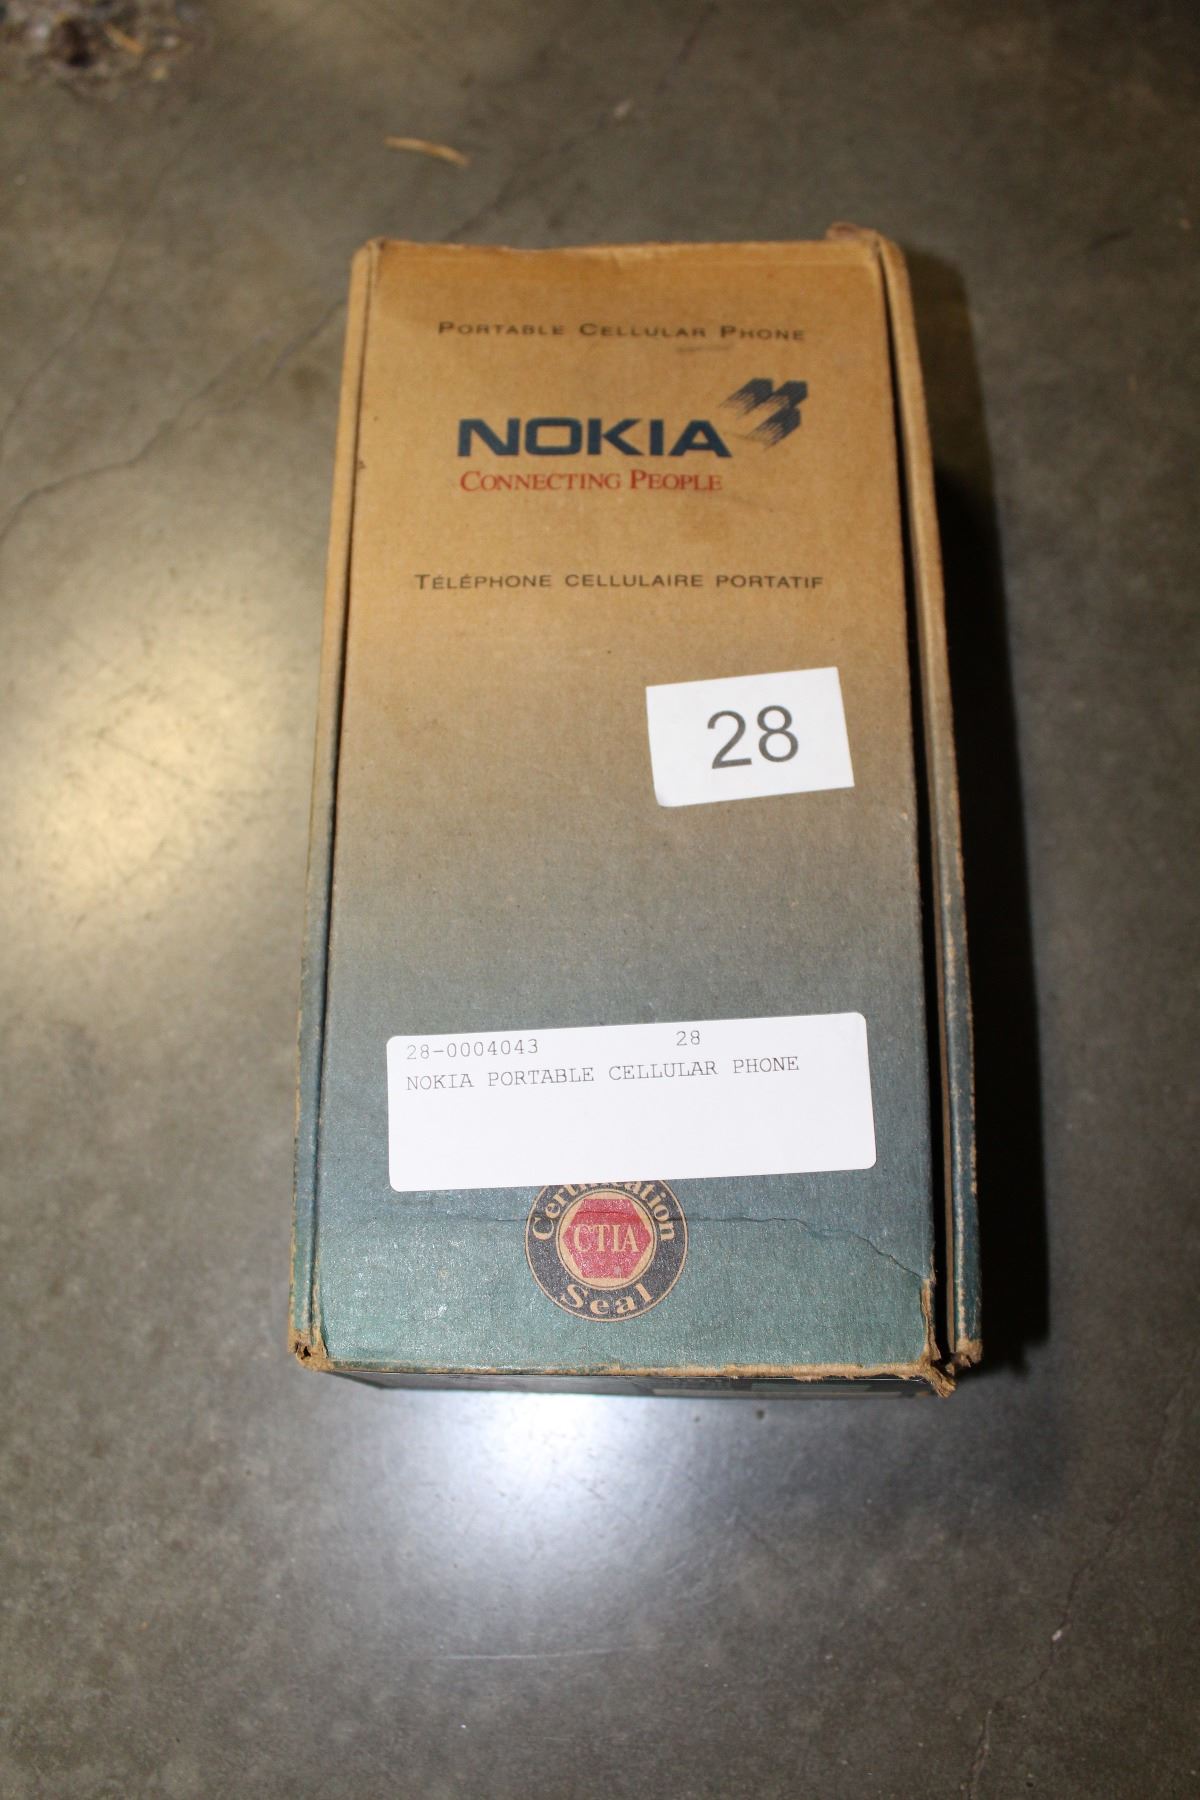 PORTABLE CELLULAR PHONE
NOKIA
CONNECTING PEOPLE
TÉLÉPHONE CELLULAIRE PORTATIF
28
28-0004043 28
NOKIA PORTABLE CELLULAR PHONE
Certification
CTIA
Seal